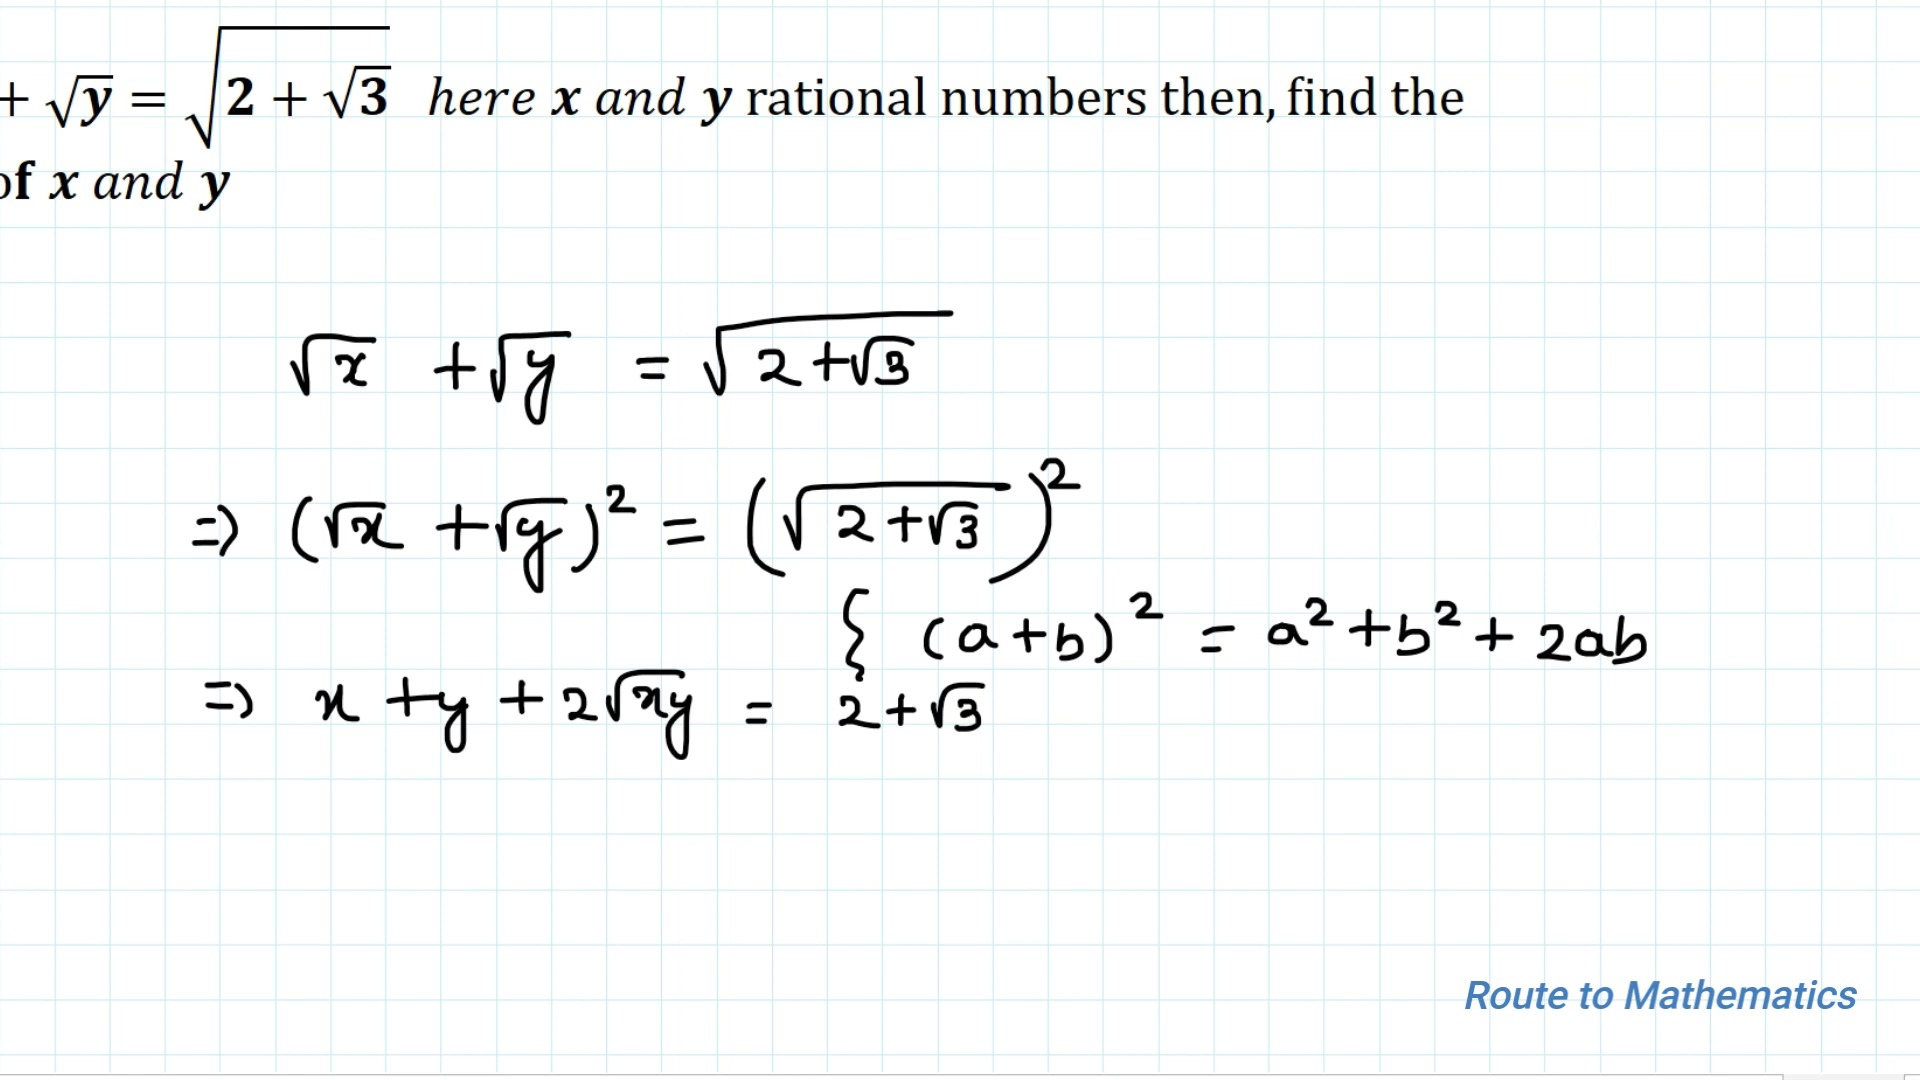 + √y = √(2 + √3) here x and y rational numbers then, find the
of x and y
√x + √y = √(2 + √3)
⇒ (√x + √y)² = (√(2 + √3))²
{ (a + b)² = a² + b² + 2ab
⇒ x + y + 2√xy = 2 + √3
Route to Mathematics